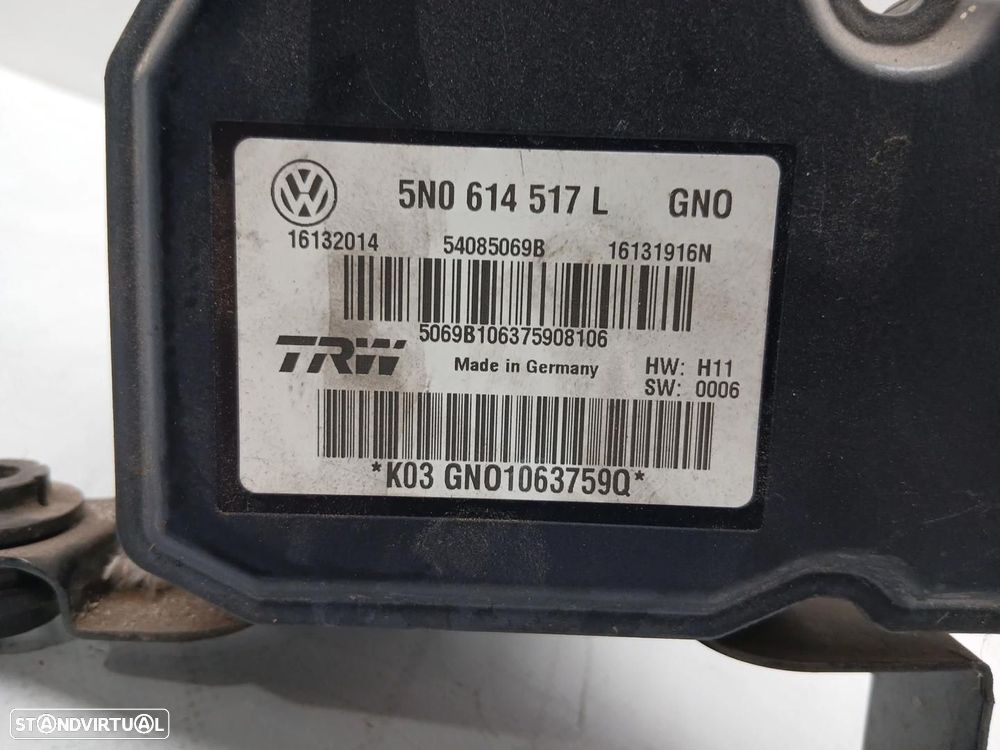 5N0 614 517 L GNO
16132014 54085069B 16131916N
5069B106375908106
TRW Made in Germany HW: H11
SW: 0006
*K03 GNO1063759Q*
STANDVIRTUAL